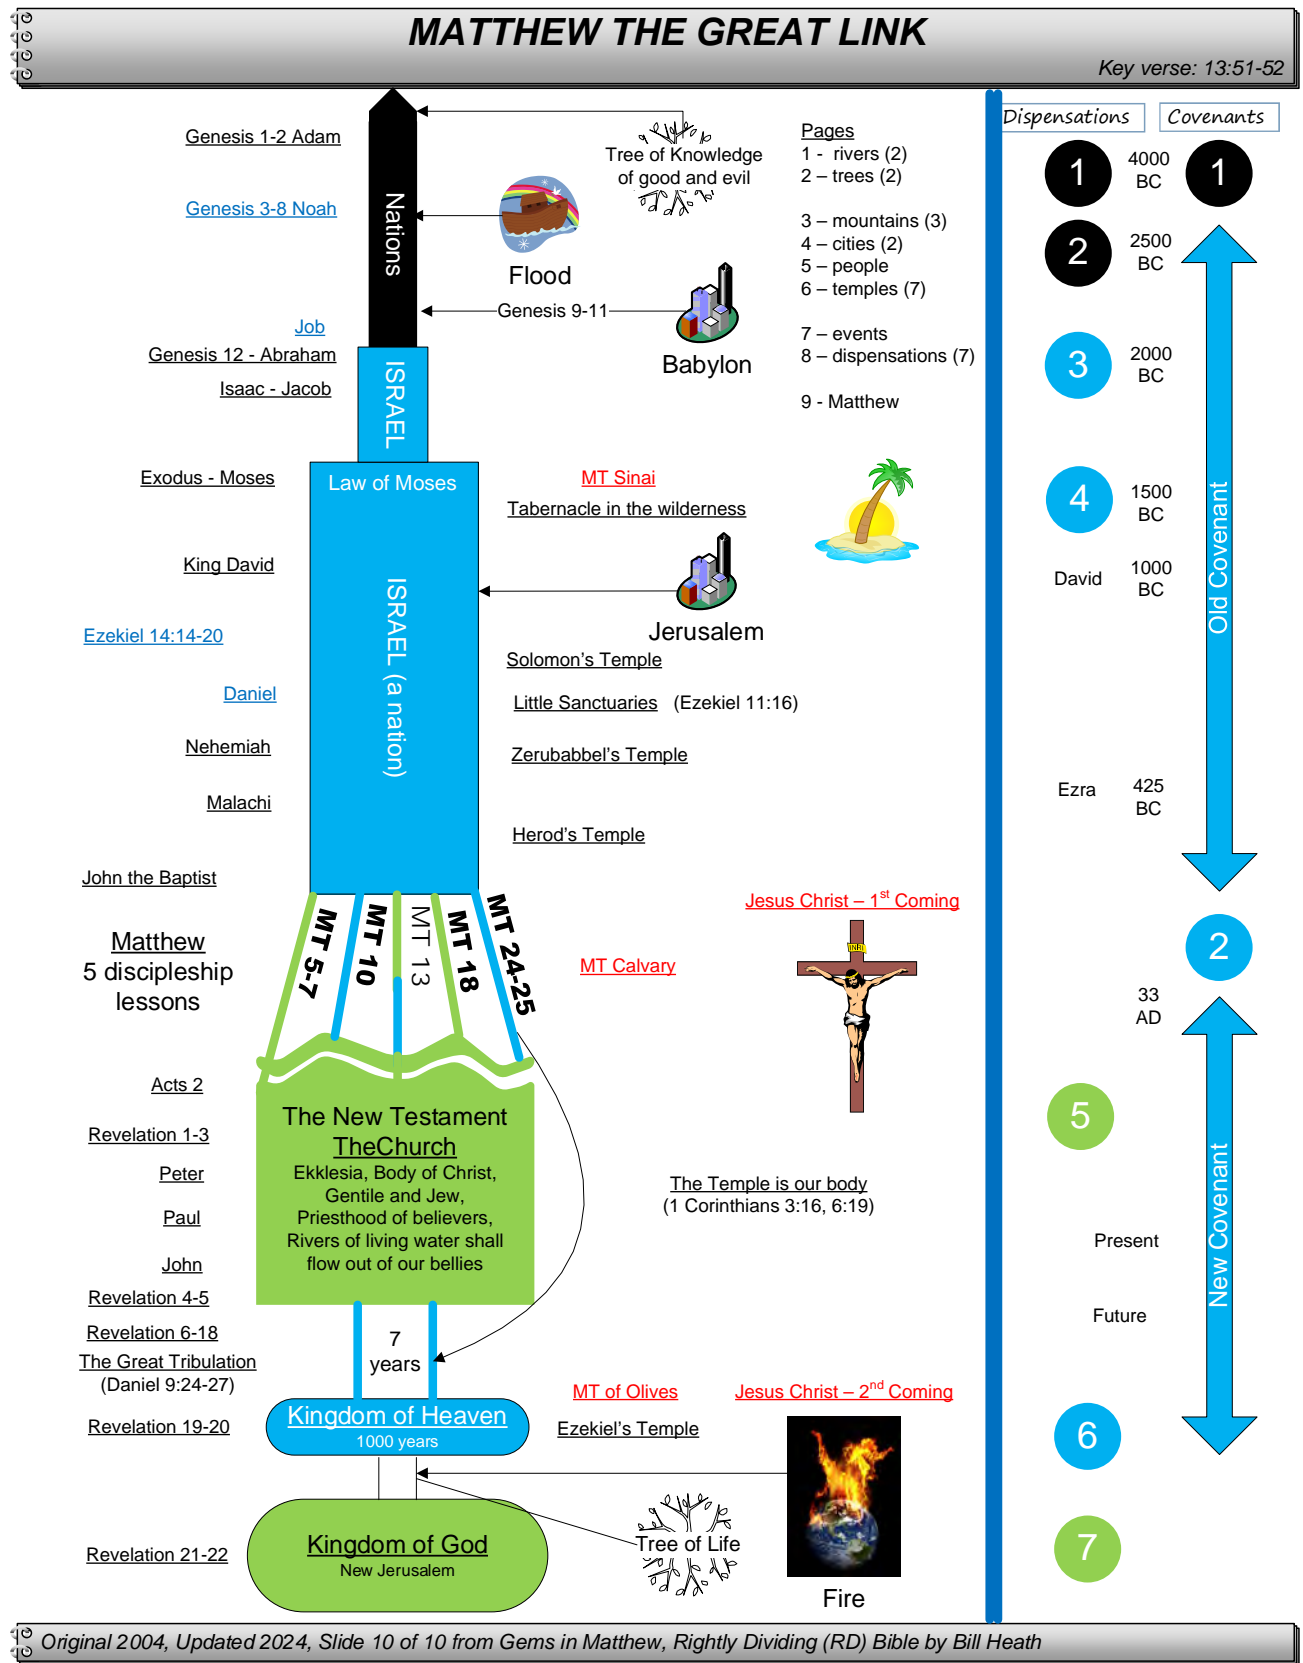 MATTHEW THE GREAT LINK
Key verse: 13:51-52
Genesis 1-2 Adam
Genesis 3-8 Noah
Job
Genesis 12 - Abraham
Isaac - Jacob
Exodus - Moses
King David
Ezekiel 14:14-20
Daniel
Nehemiah
Malachi
John the Baptist
Matthew
5 discipleship
lessons
Acts 2
Revelation 1-3
Peter
Paul
John
Revelation 4-5
Revelation 6-18
The Great Tribulation
(Daniel 9:24-27)
Revelation 19-20
Revelation 21-22
Nations
ISRAEL
Law of Moses
ISRAEL (a nation)
MT 5-7
MT 10
MT 13
MT 18
MT 24-25
The New Testament
TheChurch
Ekklesia, Body of Christ,
Gentile and Jew,
Priesthood of believers,
Rivers of living water shall
flow out of our bellies
7
years
Kingdom of Heaven
1000 years
Kingdom of God
New Jerusalem
Tree of Knowledge
of good and evil
Flood
Genesis 9-11
Babylon
MT Sinai
Tabernacle in the wilderness
Jerusalem
Solomon's Temple
Little Sanctuaries (Ezekiel 11:16)
Zerubabbel's Temple
Herod's Temple
Jesus Christ – 1st Coming
INRI
MT Calvary
The Temple is our body
(1 Corinthians 3:16, 6:19)
MT of Olives
Jesus Christ – 2nd Coming
Ezekiel's Temple
Tree of Life
Fire
Pages
1 - rivers (2)
2 – trees (2)
3 – mountains (3)
4 – cities (2)
5 – people
6 – temples (7)
7 – events
8 – dispensations (7)
9 - Matthew
Dispensations
Covenants
1
4000
BC
1
2
2500
BC
3
2000
BC
4
1500
BC
David
1000
BC
Old Covenant
Ezra
425
BC
2
33
AD
5
New Covenant
Present
Future
6
7
Original 2004, Updated 2024, Slide 10 of 10 from Gems in Matthew, Rightly Dividing (RD) Bible by Bill Heath